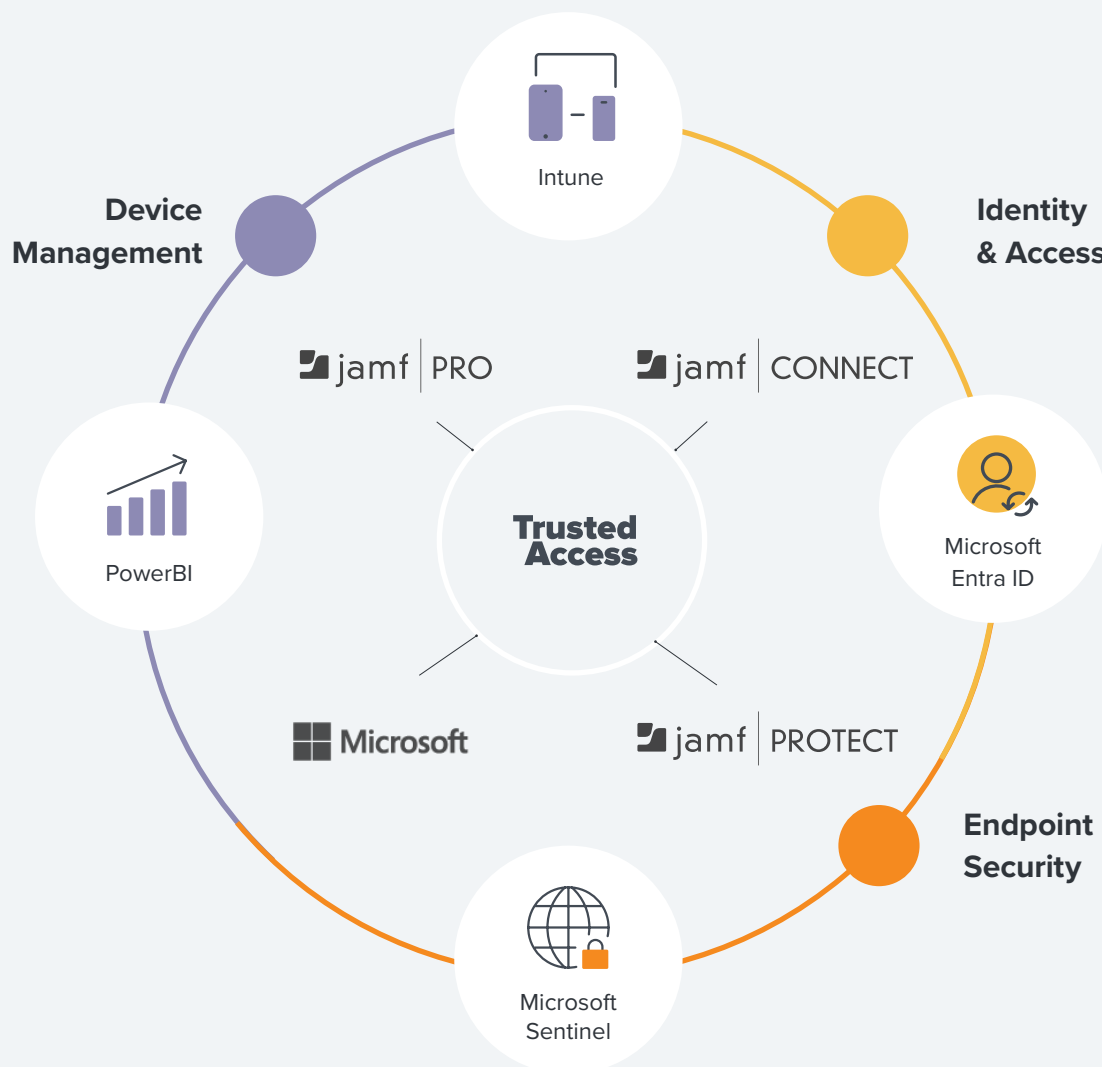 Intune
Device
Management
Identity
& Access
jamf PRO
jamf CONNECT
PowerBI
Trusted
Access
Microsoft
Entra ID
Microsoft
jamf PROTECT
Endpoint
Security
Microsoft
Sentinel